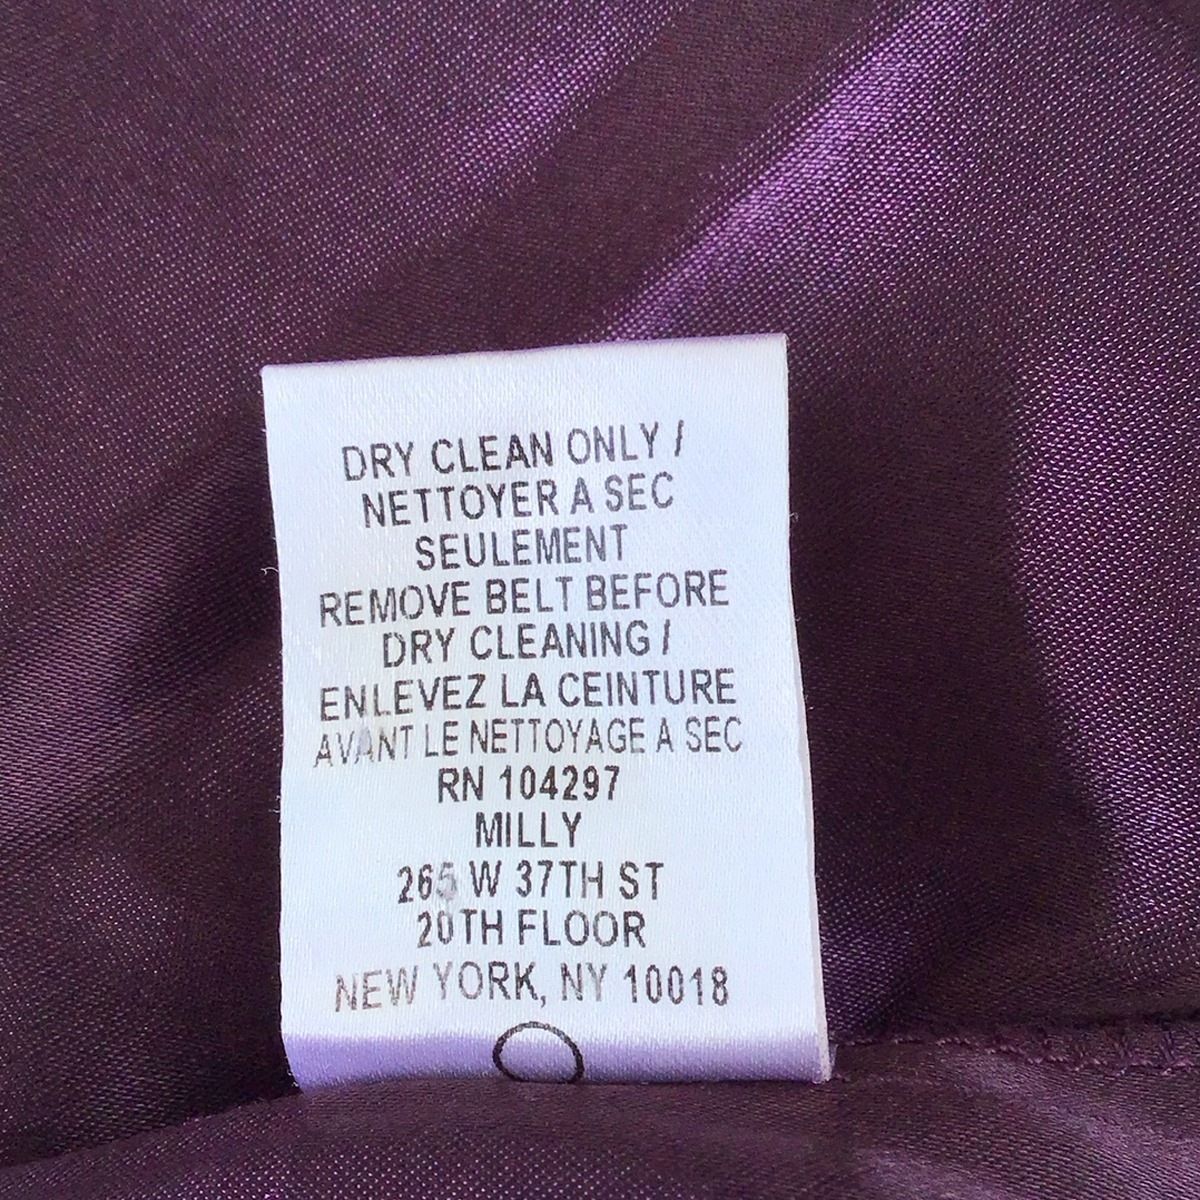 DRY CLEAN ONLY /
NETTOYER A SEC
SEULEMENT
REMOVE BELT BEFORE
DRY CLEANING /
ENLEVEZ LA CEINTURE
AVANT LE NETTOYAGE A SEC
RN 104297
MILLY
265 W 37TH ST
20TH FLOOR
NEW YORK, NY 10018